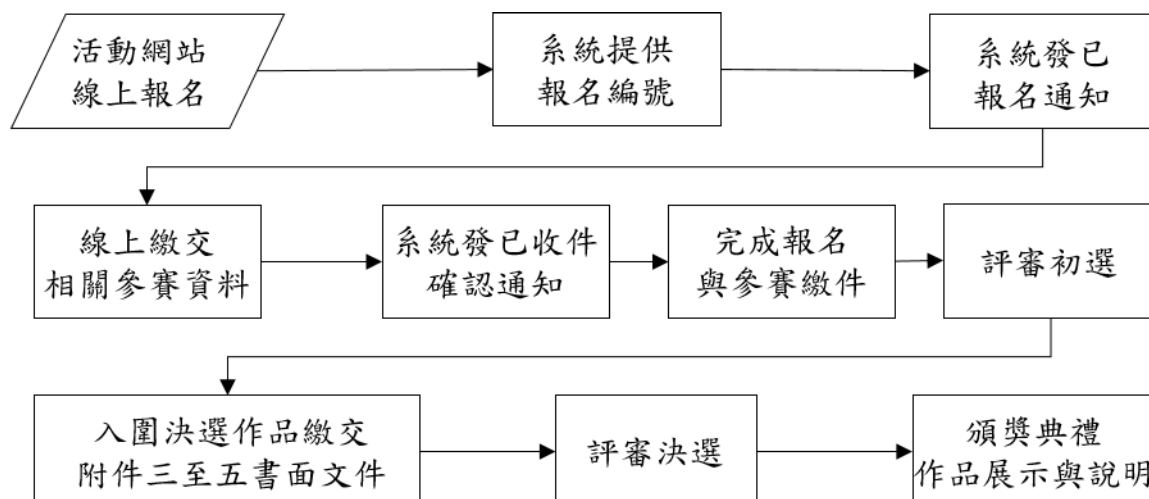 活動網站
線上報名
系統提供
報名編號
系統發已
報名通知
線上繳交
相關參賽資料
系統發已收件
確認通知
完成報名
與參賽繳件
評審初選
入圍決選作品繳交
附件三至五書面文件
評審決選
頒獎典禮
作品展示與說明